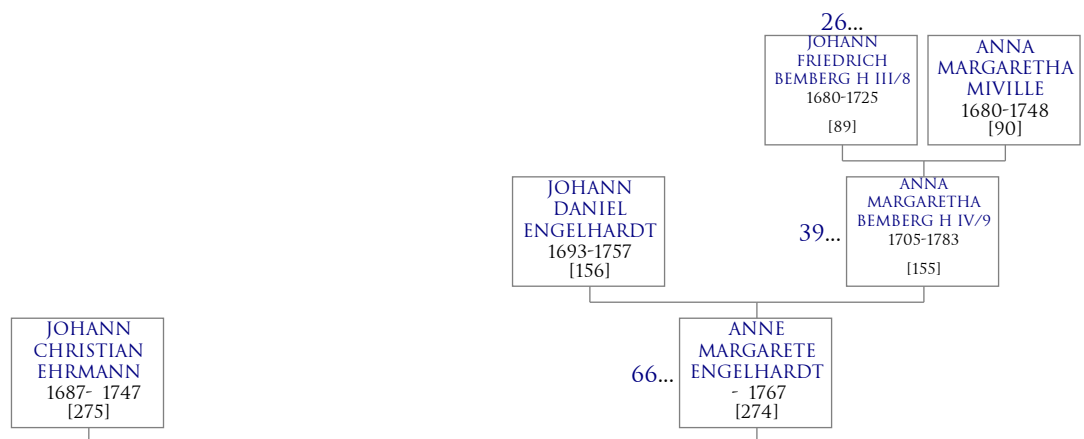 26...
JOHANN
FRIEDRICH
BEMBERG H III/8
1680-1725
[89]
ANNA
MARGARETHA
MIVILLE
1680-1748
[90]
JOHANN
DANIEL
ENGELHARDT
1693-1757
[156]
39...
ANNA
MARGARETHA
BEMBERG H IV/9
1705-1783
[155]
JOHANN
CHRISTIAN
EHRMANN
1687- 1747
[275]
66...
ANNE
MARGARETE
ENGELHARDT
- 1767
[274]